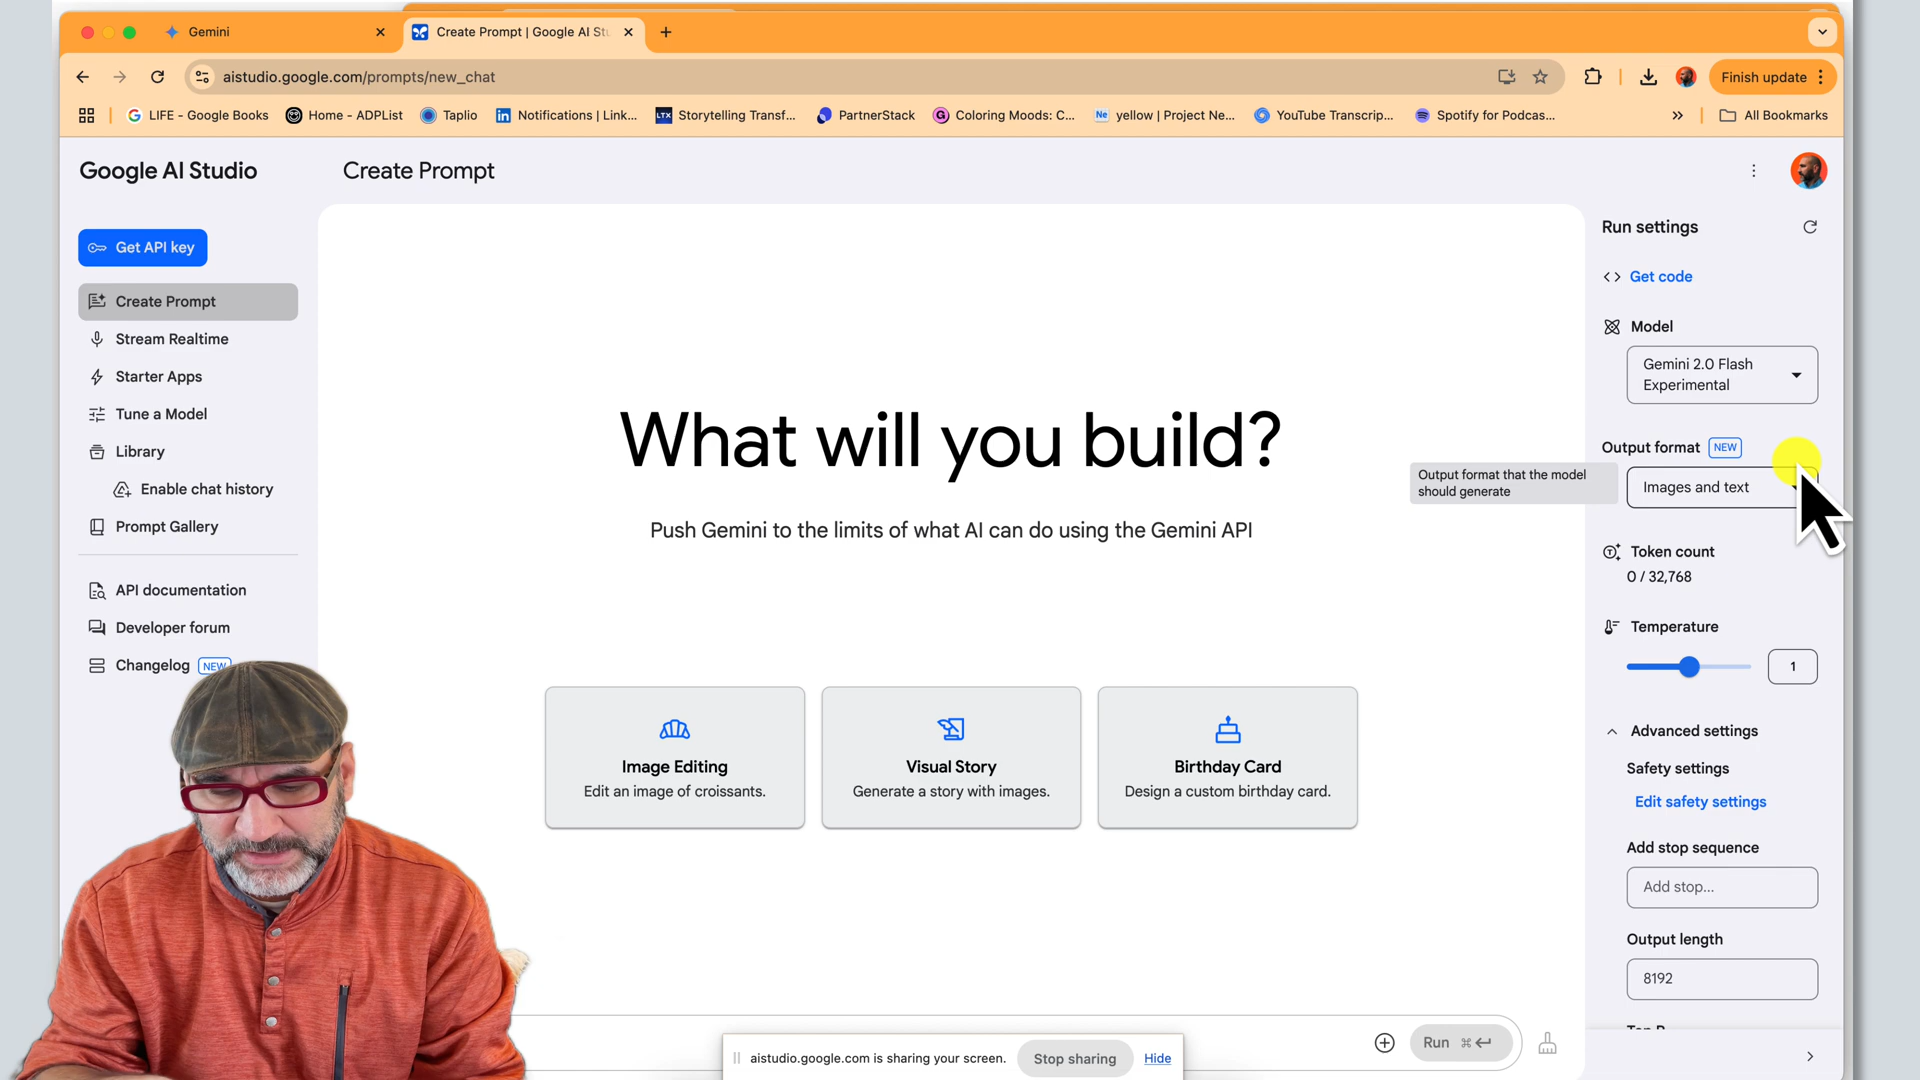 Gemini
Create Prompt | Google AI Stu
aistudio.google.com/prompts/new_chat
Finish update
LIFE - Google Books
Home - ADPList
Taplio
Notifications | Link...
LTX
Storytelling Transf...
PartnerStack
Coloring Moods: C...
Ne
yellow | Project Ne...
YouTube Transcrip...
Spotify for Podcas...
All Bookmarks
Google AI Studio
Create Prompt
Get API key
Create Prompt
Stream Realtime
Starter Apps
Tune a Model
Library
Enable chat history
Prompt Gallery
API documentation
Developer forum
Changelog NEW
What will you build?
Push Gemini to the limits of what AI can do using the Gemini API
Image Editing
Edit an image of croissants.
Visual Story
Generate a story with images.
Birthday Card
Design a custom birthday card.
Run
aistudio.google.com is sharing your screen.
Stop sharing
Hide
Run settings
Get code
Model
Gemini 2.0 Flash
Experimental
Output format NEW
Output format that the model
should generate
Images and text
Token count
0 / 32,768
Temperature
1
Advanced settings
Safety settings
Edit safety settings
Add stop sequence
Add stop...
Output length
8192